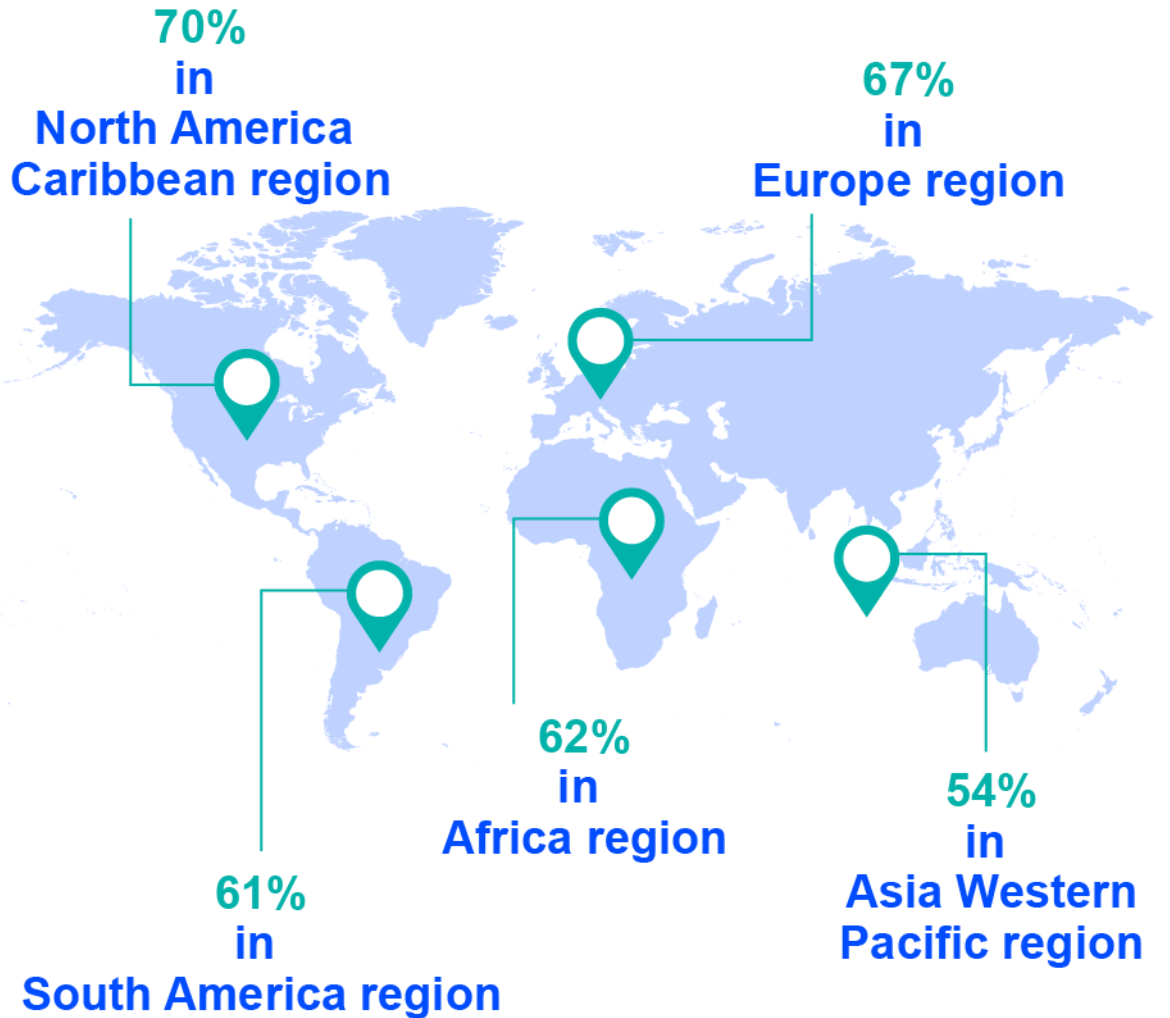 70%
in
North America
Caribbean region
67%
in
Europe region
62%
in
Africa region
54%
in
Asia Western
Pacific region
61%
in
South America region